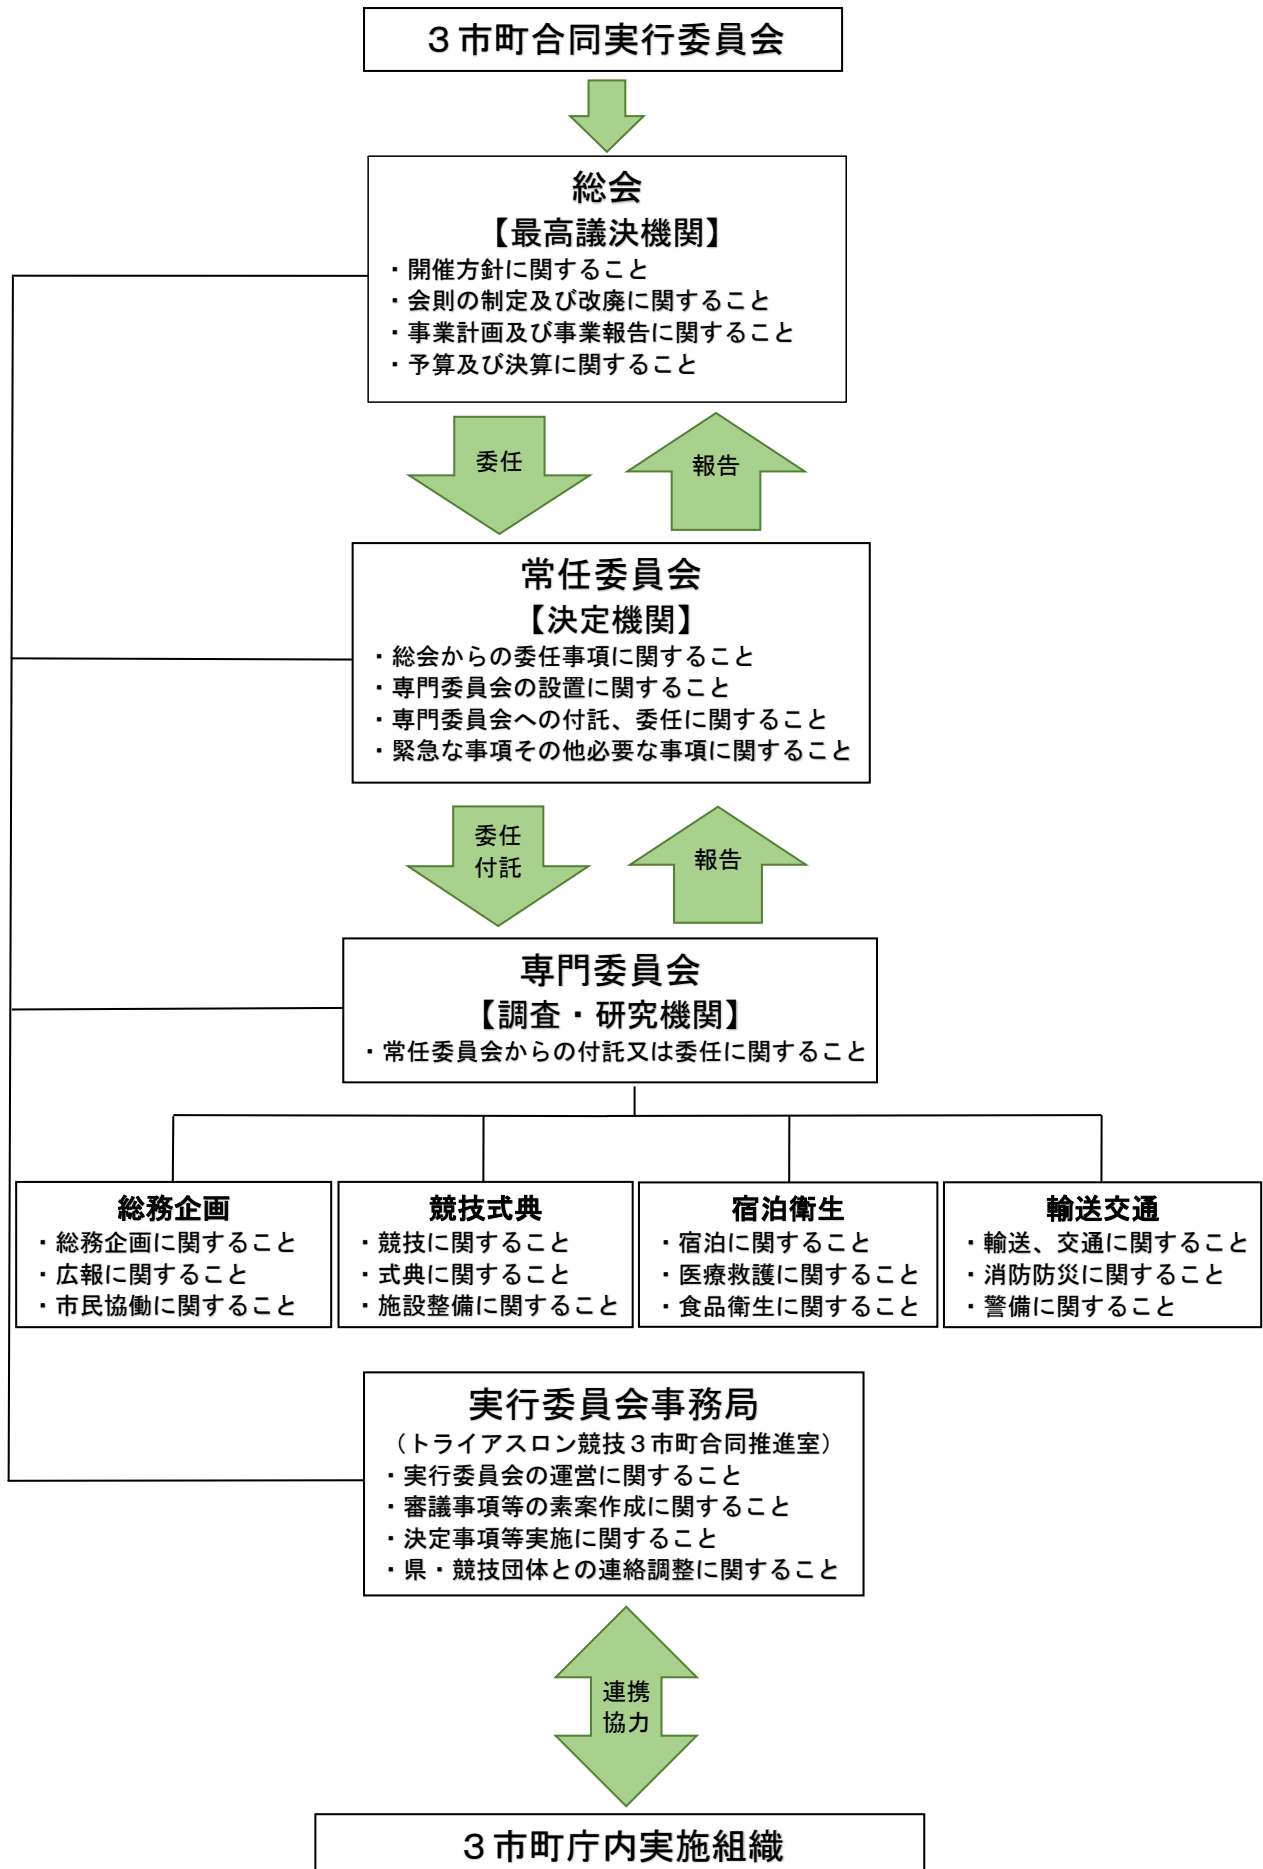 ３市町合同実行委員会
総会
【最高議決機関】
・開催方針に関すること
・会則の制定及び改廃に関すること
・事業計画及び事業報告に関すること
・予算及び決算に関すること
委任
報告
常任委員会
【決定機関】
・総会からの委任事項に関すること
・専門委員会の設置に関すること
・専門委員会への付託、委任に関すること
・緊急な事項その他必要な事項に関すること
委任
付託
報告
専門委員会
【調査・研究機関】
・常任委員会からの付託又は委任に関すること
総務企画
・総務企画に関すること
・広報に関すること
・市民協働に関すること
競技式典
・競技に関すること
・式典に関すること
・施設整備に関すること
宿泊衛生
・宿泊に関すること
・医療救護に関すること
・食品衛生に関すること
輸送交通
・輸送、交通に関すること
・消防防災に関すること
・警備に関すること
実行委員会事務局
（トライアスロン競技３市町合同推進室）
・実行委員会の運営に関すること
・審議事項等の素案作成に関すること
・決定事項等実施に関すること
・県・競技団体との連絡調整に関すること
連携
協力
３市町庁内実施組織